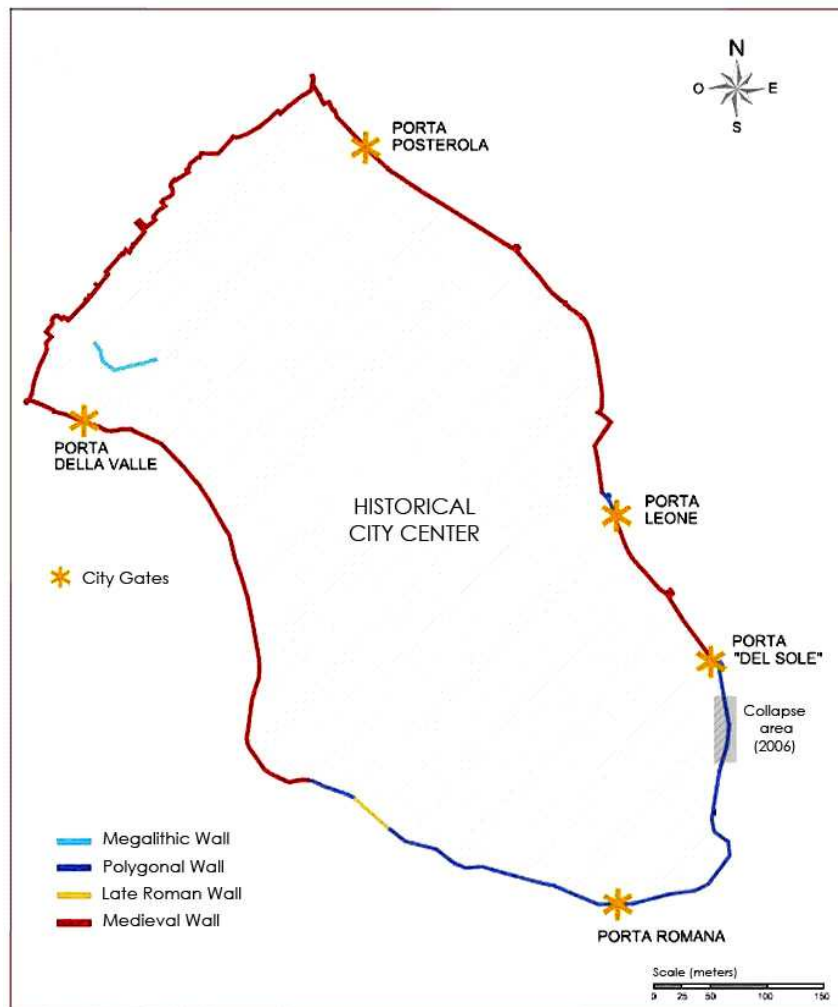 N
O E
S
PORTA
POSTEROLA
PORTA
DELLA VALLE
HISTORICAL
CITY CENTER
PORTA
LEONE
City Gates
PORTA
"DEL SOLE"
Collapse
area
(2006)
Megalithic Wall
Polygonal Wall
Late Roman Wall
Medieval Wall
PORTA ROMANA
Scale (meters)
0 25 50 100 150